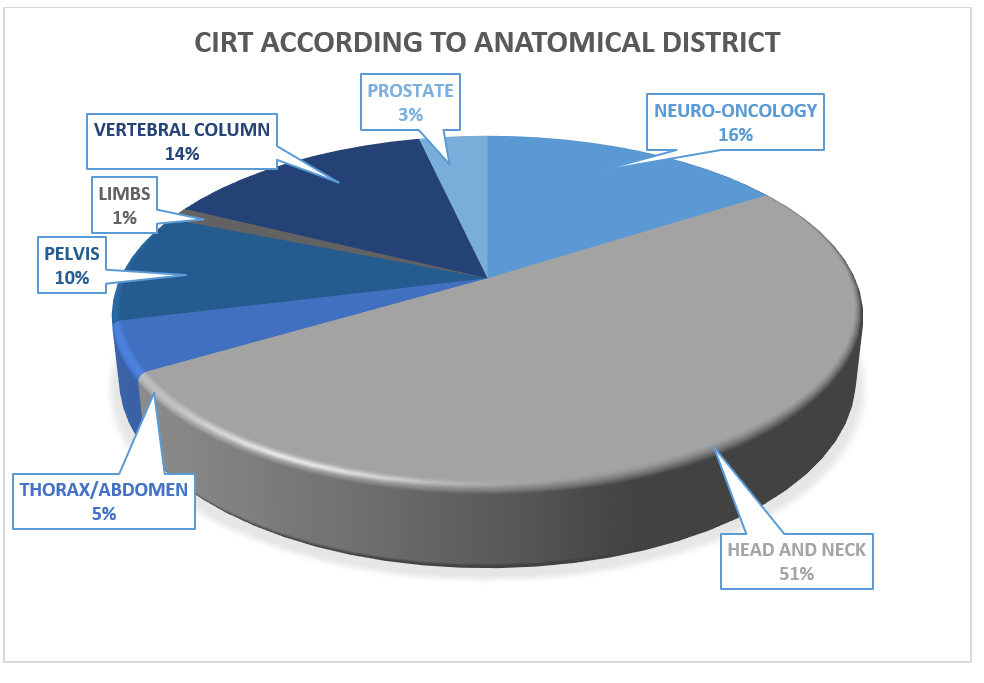 CIRT ACCORDING TO ANATOMICAL DISTRICT
PROSTATE
3%
NEURO-ONCOLOGY
16%
VERTEBRAL COLUMN
14%
LIMBS
1%
PELVIS
10%
THORAX/ABDOMEN
5%
HEAD AND NECK
51%